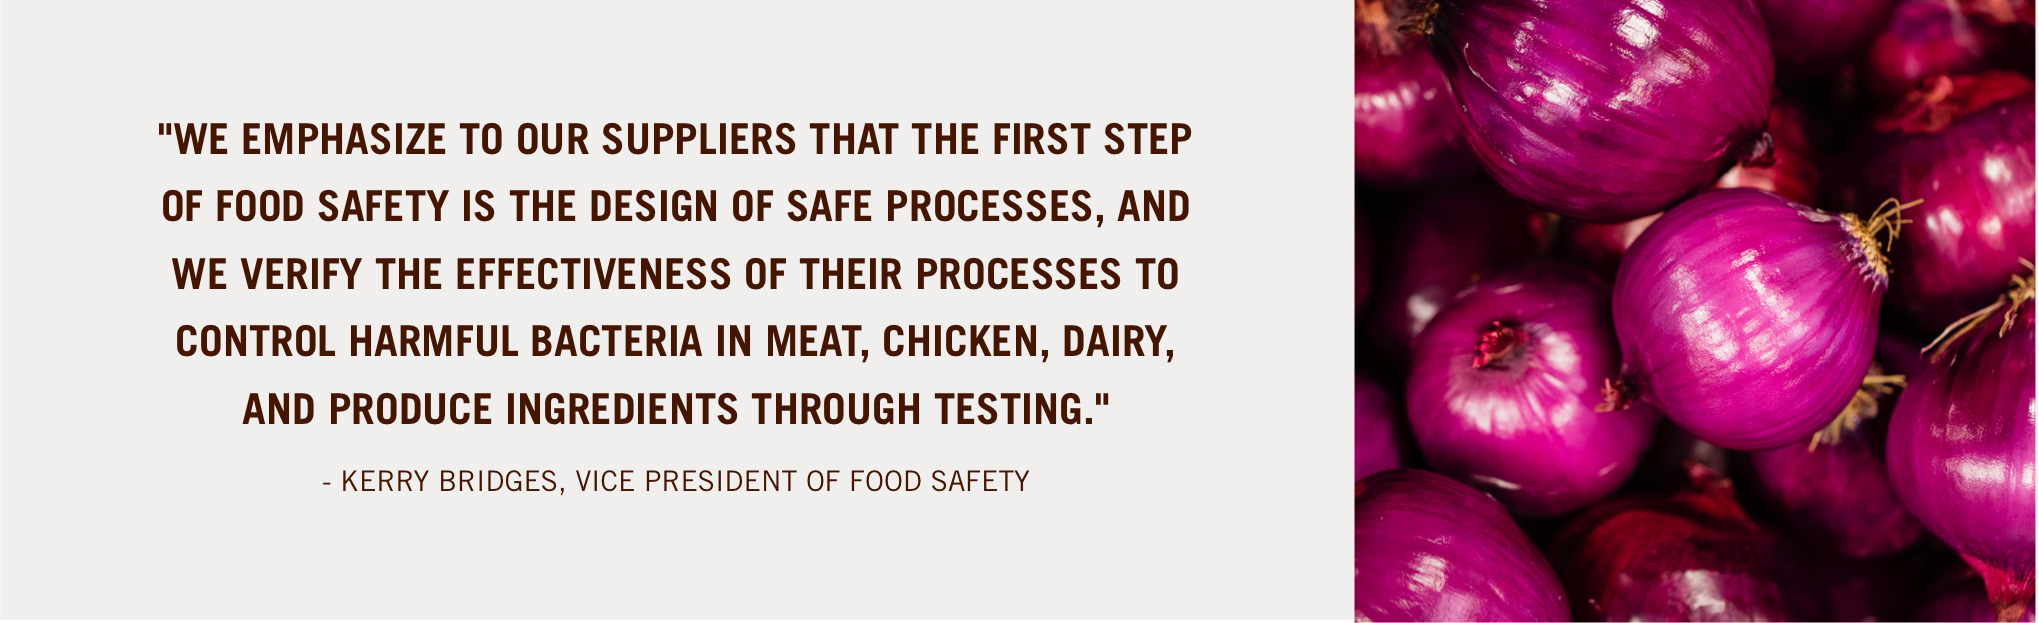 "WE EMPHASIZE TO OUR SUPPLIERS THAT THE FIRST STEP
OF FOOD SAFETY IS THE DESIGN OF SAFE PROCESSES, AND
WE VERIFY THE EFFECTIVENESS OF THEIR PROCESSES TO
CONTROL HARMFUL BACTERIA IN MEAT, CHICKEN, DAIRY,
AND PRODUCE INGREDIENTS THROUGH TESTING."
- KERRY BRIDGES, VICE PRESIDENT OF FOOD SAFETY